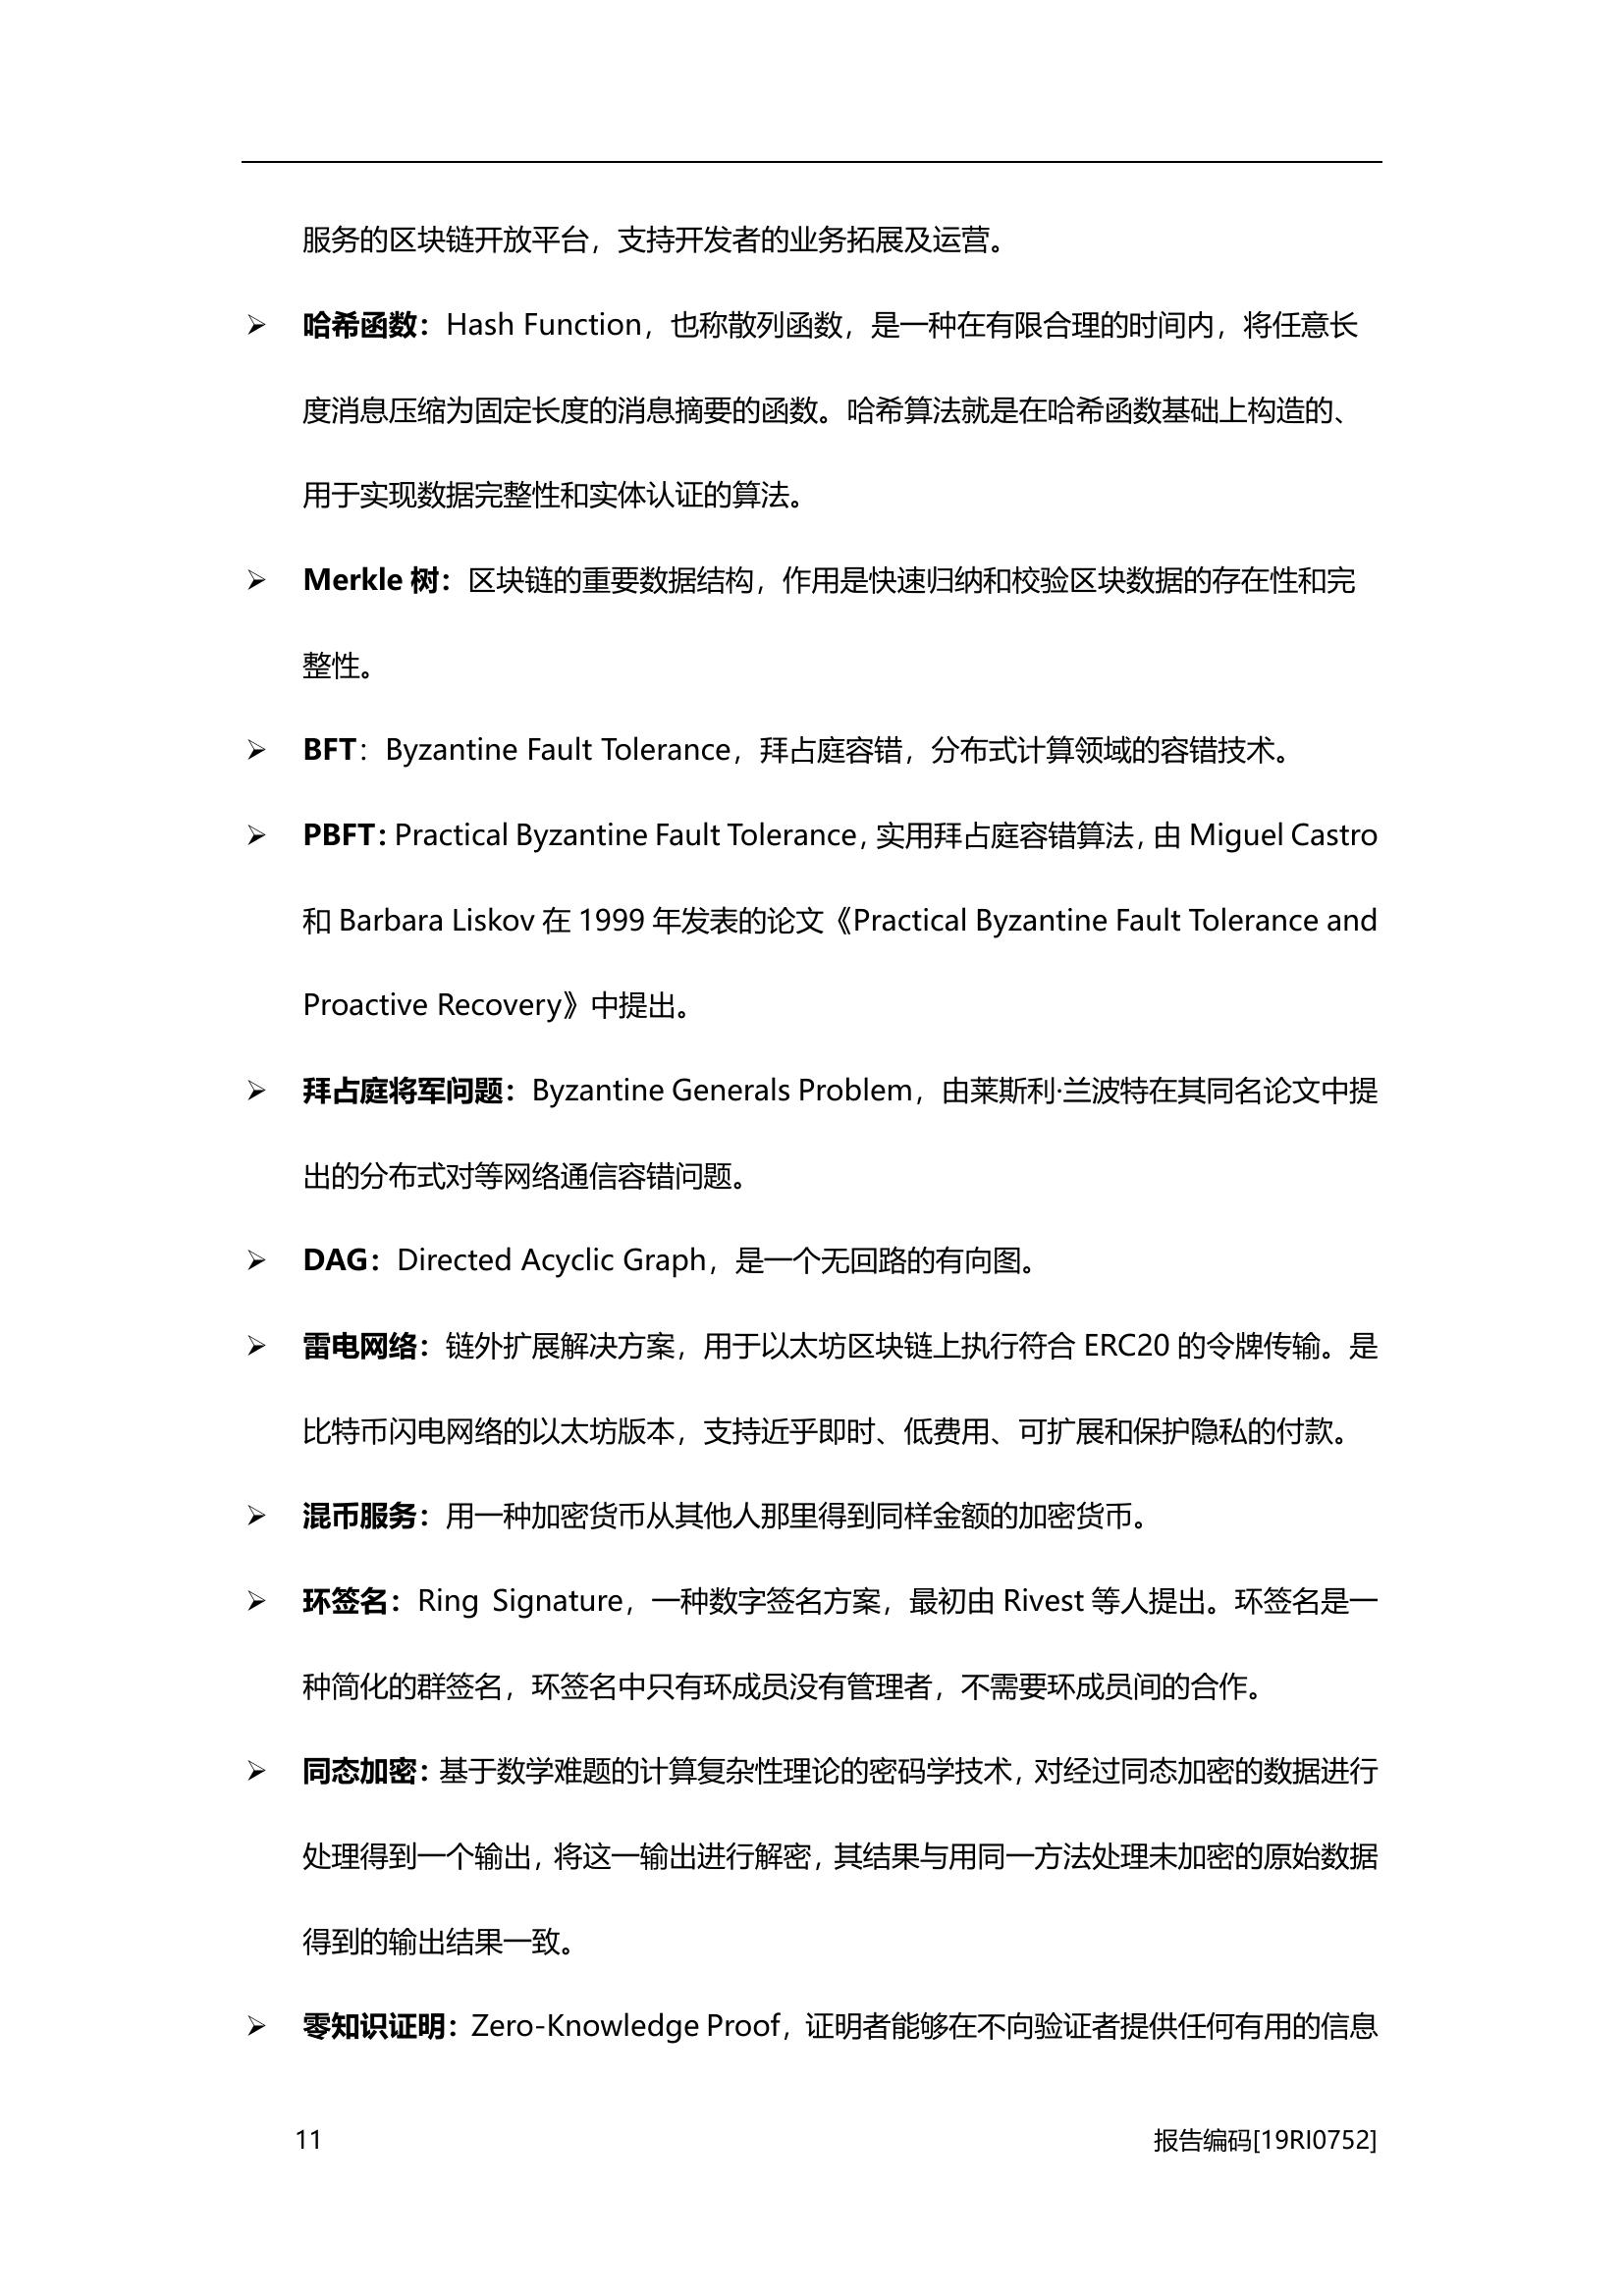 服务的区块链开放平台，支持开发者的业务拓展及运营。
➢ 哈希函数：Hash Function，也称散列函数，是一种在有限合理的时间内，将任意长
度消息压缩为固定长度的消息摘要的函数。哈希算法就是在哈希函数基础上构造的、
用于实现数据完整性和实体认证的算法。
➢ Merkle 树：区块链的重要数据结构，作用是快速归纳和校验区块数据的存在性和完
整性。
➢ BFT：Byzantine Fault Tolerance，拜占庭容错，分布式计算领域的容错技术。
➢ PBFT：Practical Byzantine Fault Tolerance，实用拜占庭容错算法，由 Miguel Castro
和 Barbara Liskov 在 1999 年发表的论文《Practical Byzantine Fault Tolerance and
Proactive Recovery》中提出。
➢ 拜占庭将军问题：Byzantine Generals Problem，由莱斯利·兰波特在其同名论文中提
出的分布式对等网络通信容错问题。
➢ DAG：Directed Acyclic Graph，是一个无回路的有向图。
➢ 雷电网络：链外扩展解决方案，用于以太坊区块链上执行符合 ERC20 的令牌传输。是
比特币闪电网络的以太坊版本，支持近乎即时、低费用、可扩展和保护隐私的付款。
➢ 混币服务：用一种加密货币从其他人那里得到同样金额的加密货币。
➢ 环签名：Ring Signature，一种数字签名方案，最初由 Rivest 等人提出。环签名是一
种简化的群签名，环签名中只有环成员没有管理者，不需要环成员间的合作。
➢ 同态加密：基于数学难题的计算复杂性理论的密码学技术，对经过同态加密的数据进行
处理得到一个输出，将这一输出进行解密，其结果与用同一方法处理未加密的原始数据
得到的输出结果一致。
➢ 零知识证明：Zero-Knowledge Proof，证明者能够在不向验证者提供任何有用的信息
11 报告编码[19RI0752]